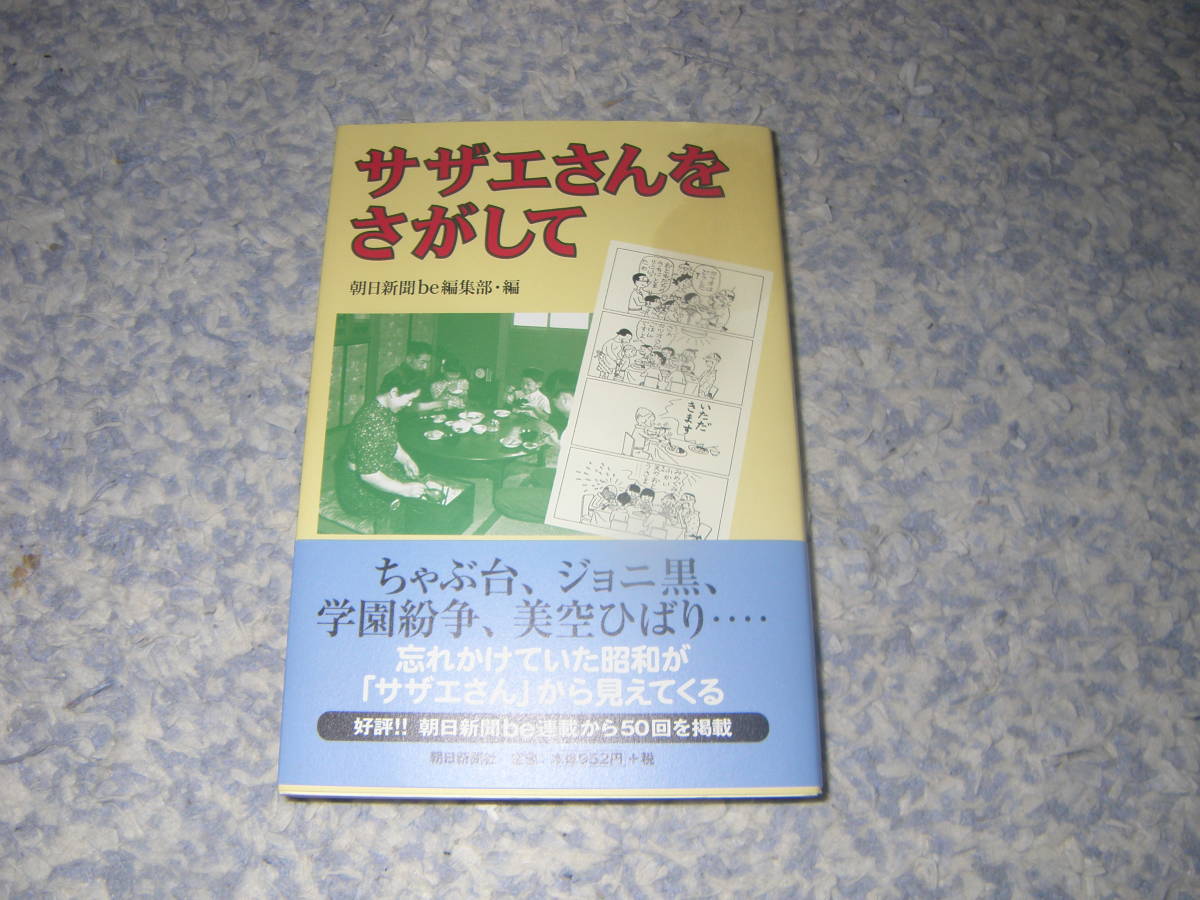 サザエさんを
さがして
朝日新聞be編集部・編
いただ
きます
ちゃぶ台、ジョニ黒、
学園紛争、美空ひばり‥‥
忘れかけていた昭和が
「サザエさん」から見えてくる
好評!! 朝日新聞be連載から50回を掲載
朝日新聞社 定価:本体952円+税